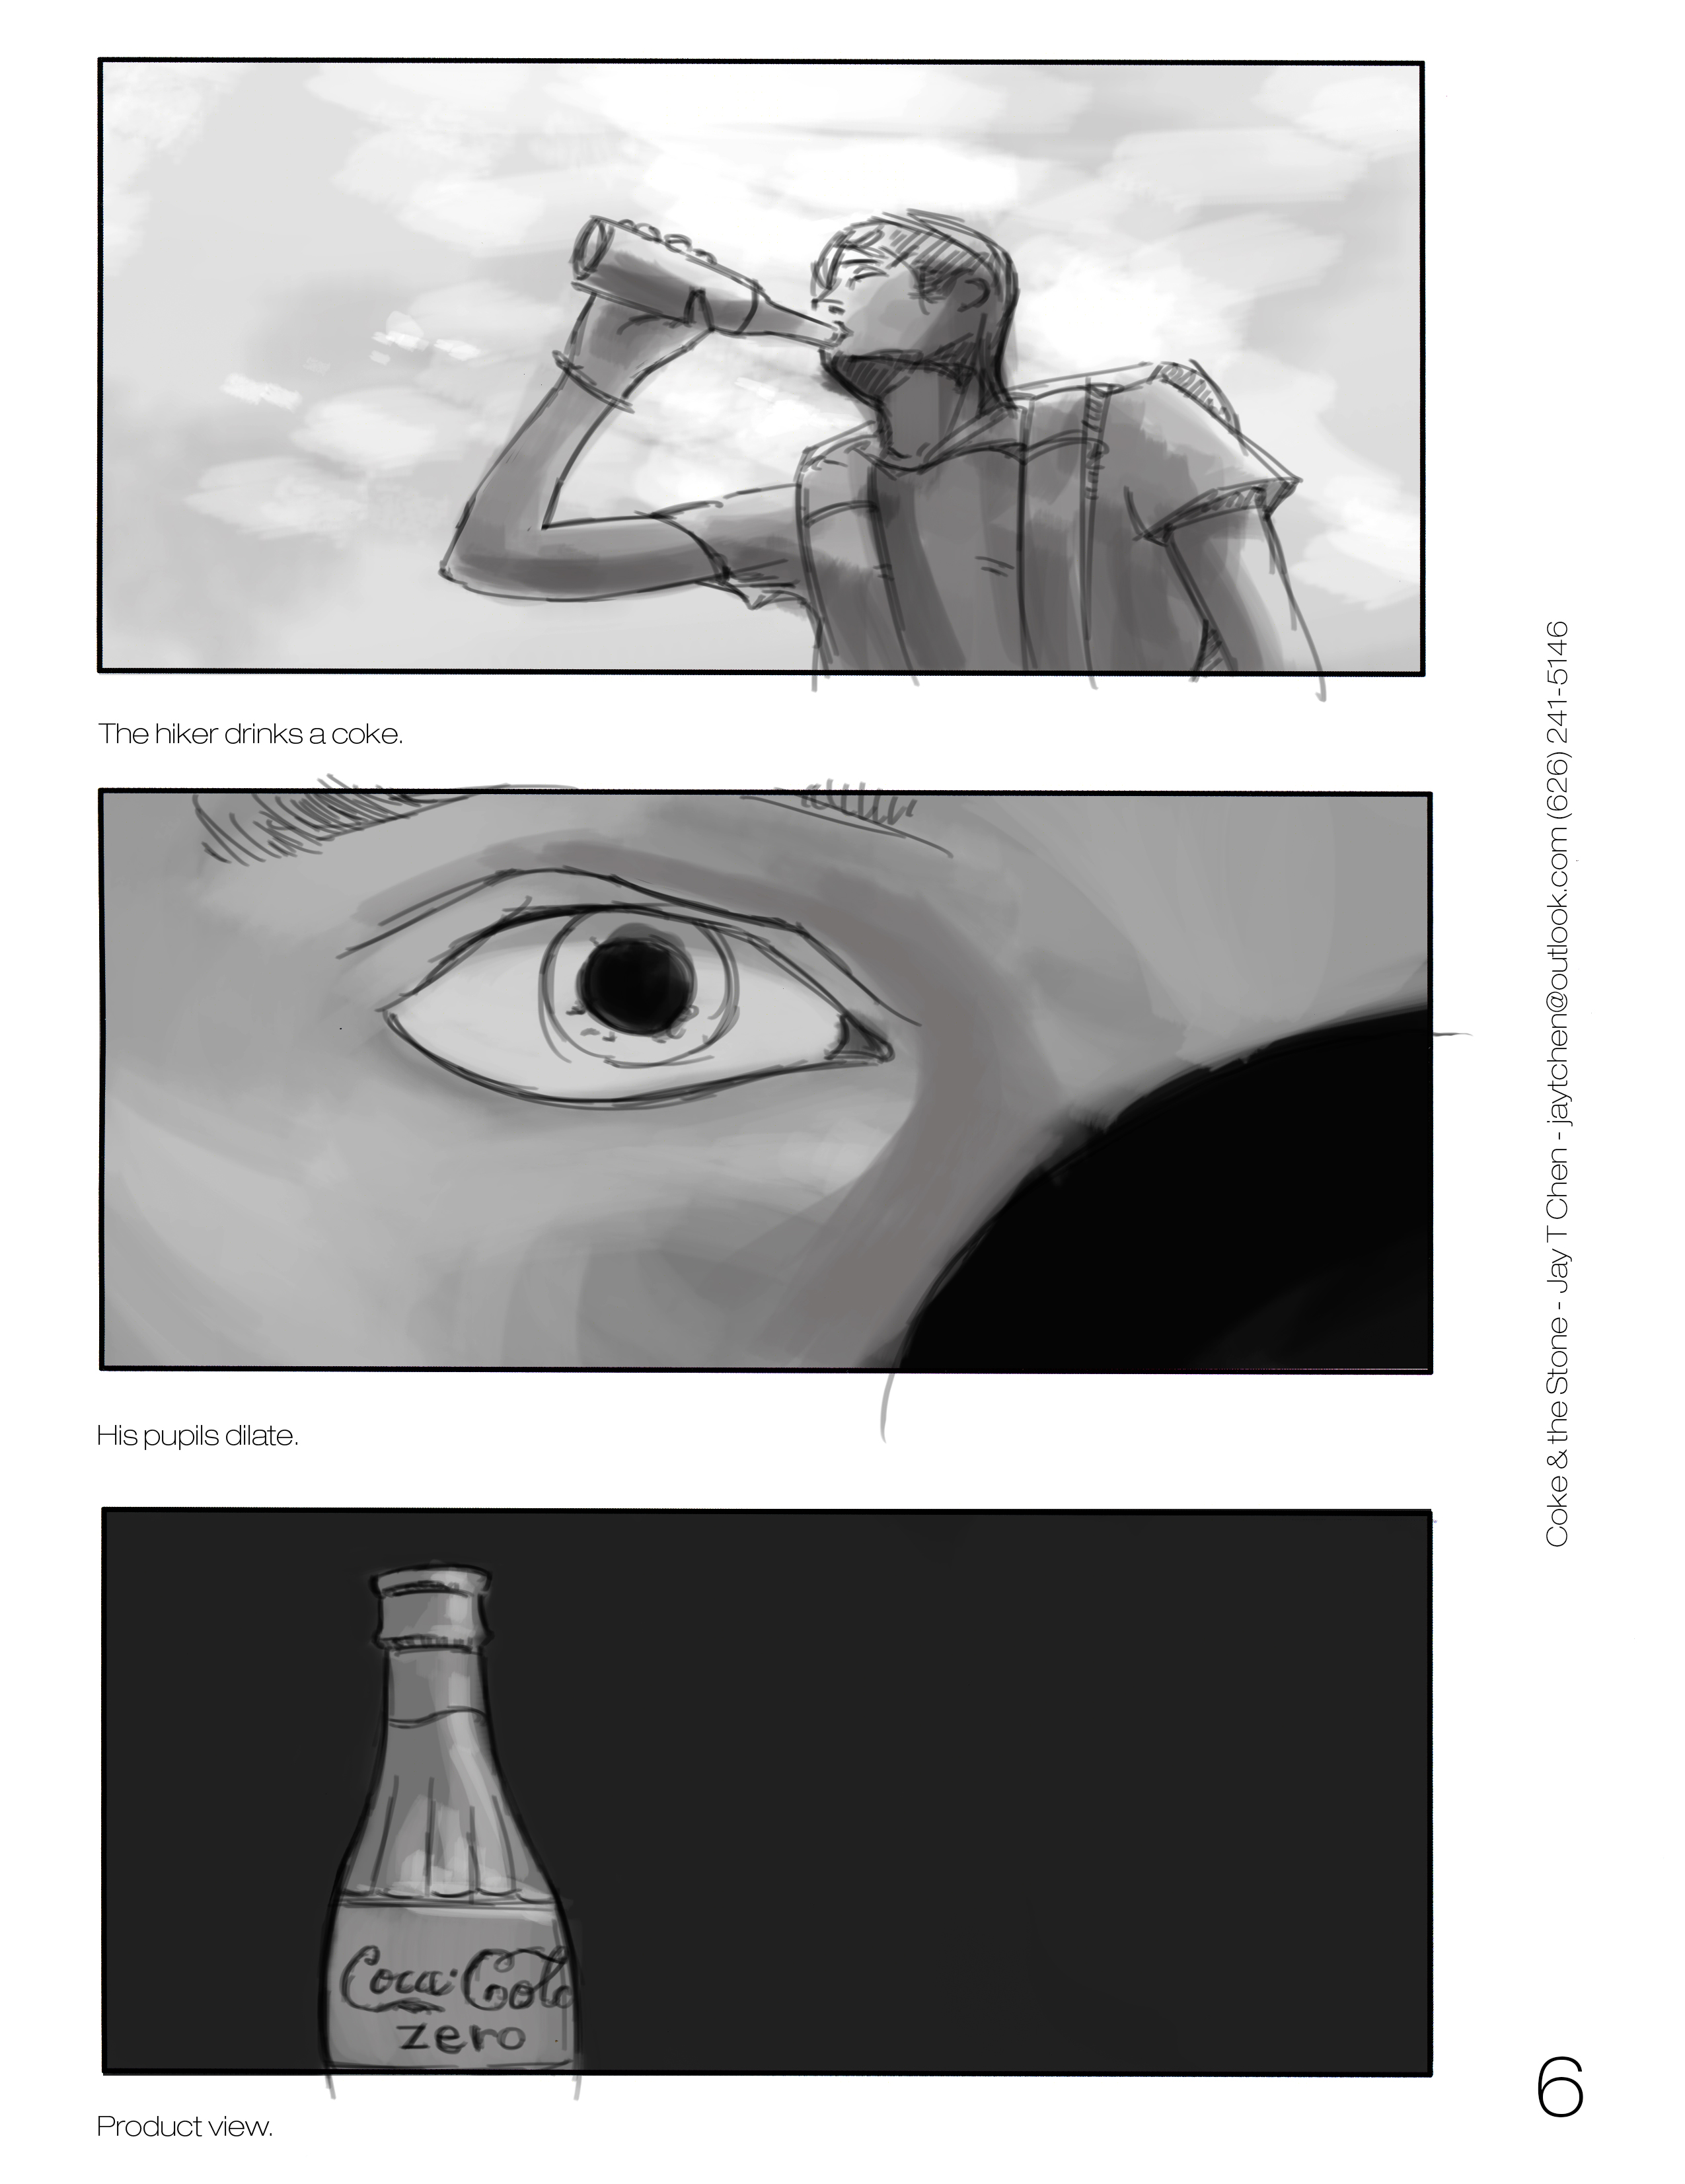 The hiker drinks a coke.
His pupils dilate.
Coca-Cola
zero
Product view.
Coke & the Stone - Jay T Chen - jaytchen@outlook.com (626) 241-5146
6